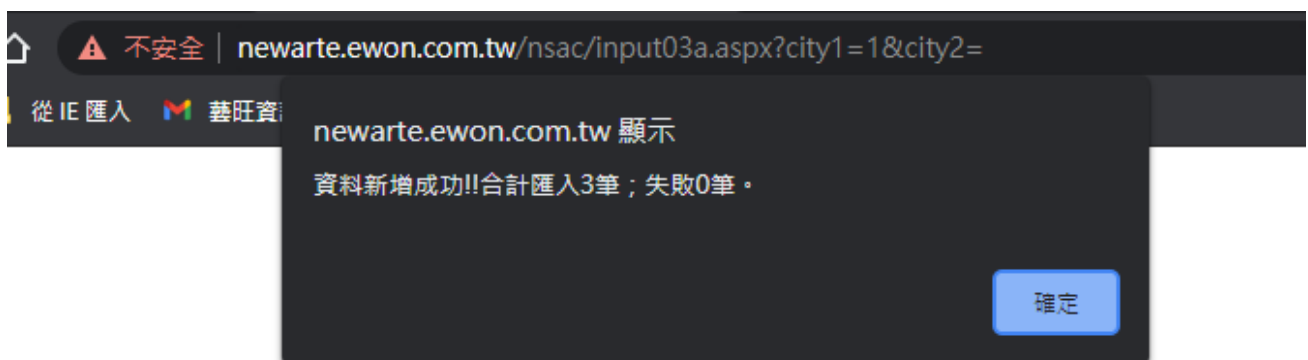 不安全 | newarte.ewon.com.tw/nsac/input03a.aspx?city1=1&city2=
從 IE 匯入 藝旺資
newarte.ewon.com.tw 顯示
資料新增成功!!合計匯入3筆；失敗0筆。
確定